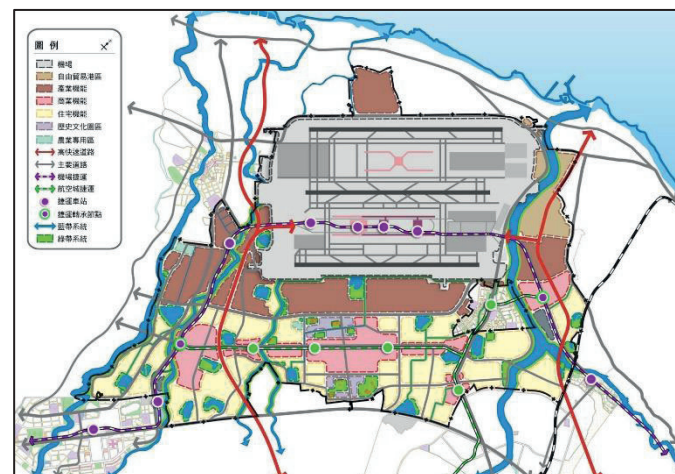 圖例
機場
自由貿易港區
產業機能
商業機能
住宅機能
歷史文化園區
農業專用區
高快速道路
主要道路
機場捷運
航空城捷運
捷運車站
捷運轉乘節點
藍帶系統
綠帶系統